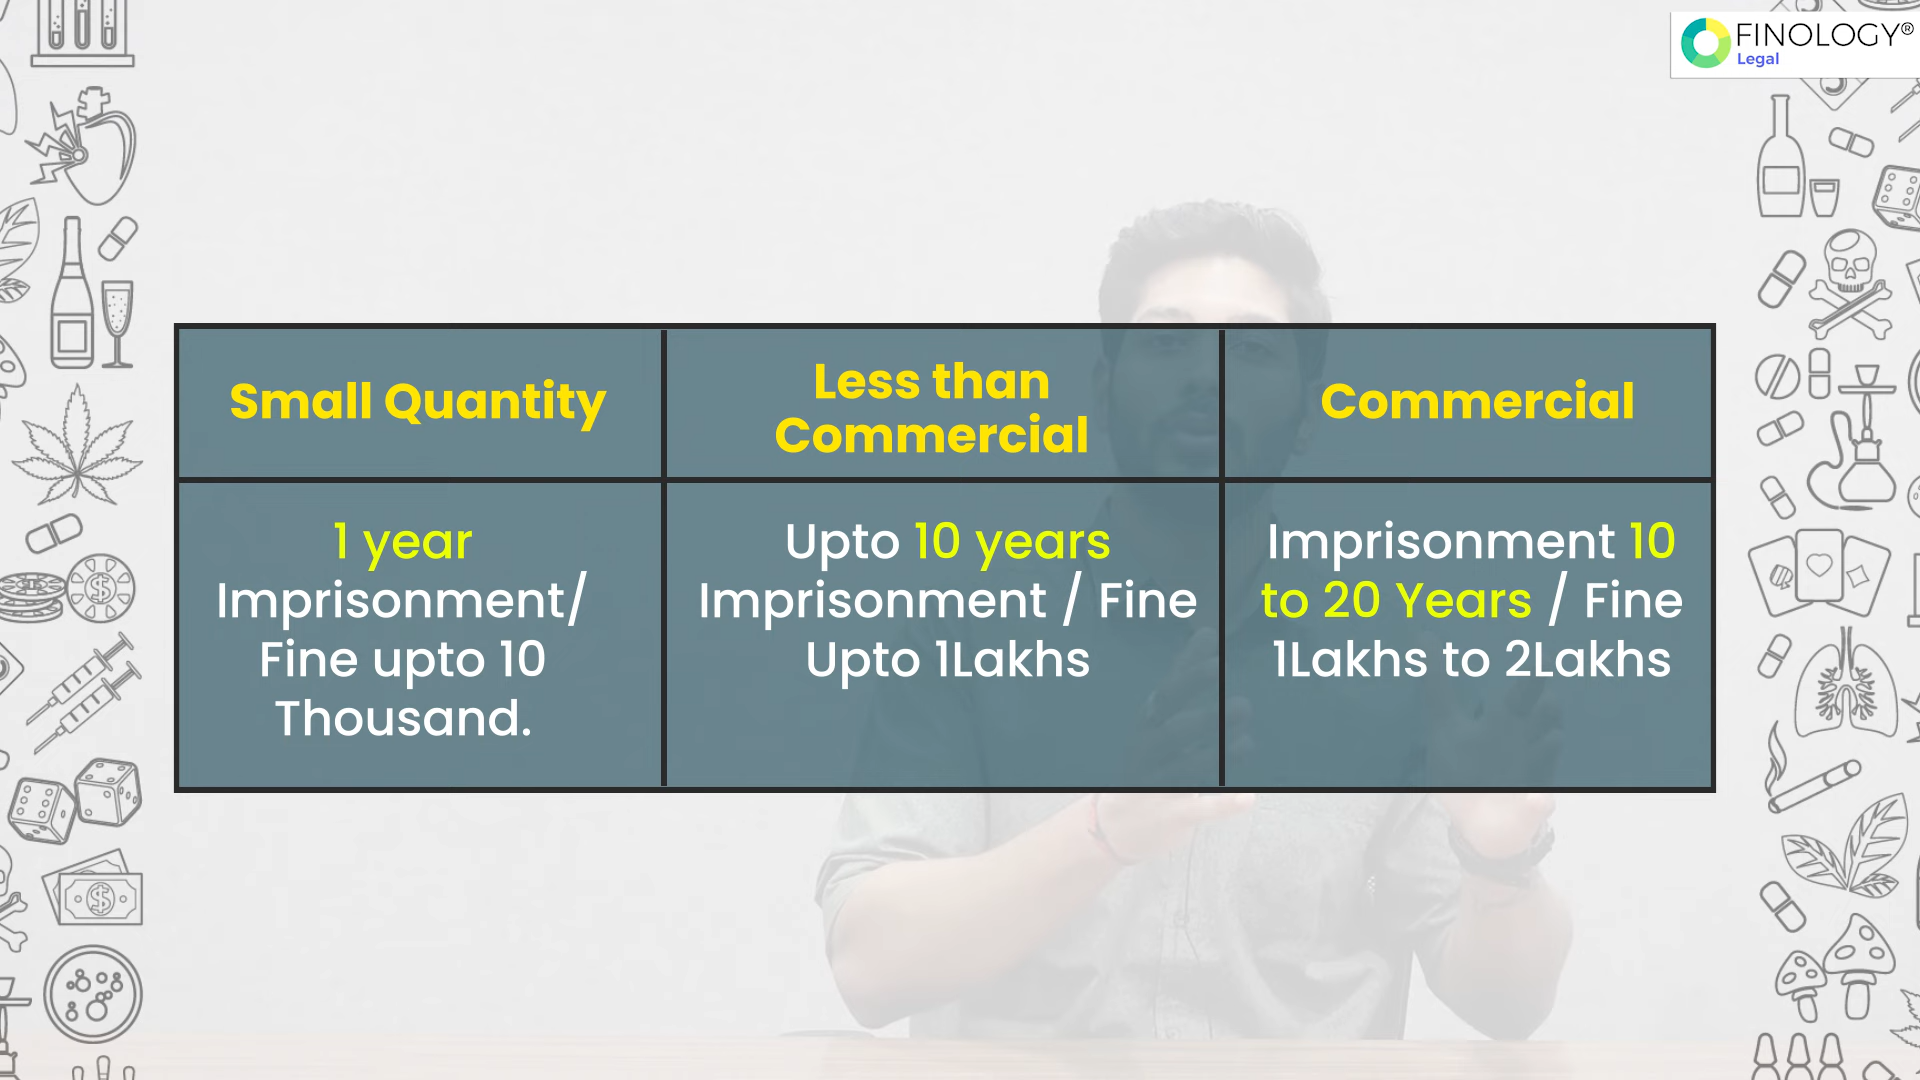 FINOLOGY®
Legal
Small Quantity
Less than
Commercial
Commercial
1 year
Imprisonment/
Fine upto 10
Thousand.
Upto 10 years
Imprisonment / Fine
Upto 1Lakhs
Imprisonment 10
to 20 Years / Fine
1Lakhs to 2Lakhs